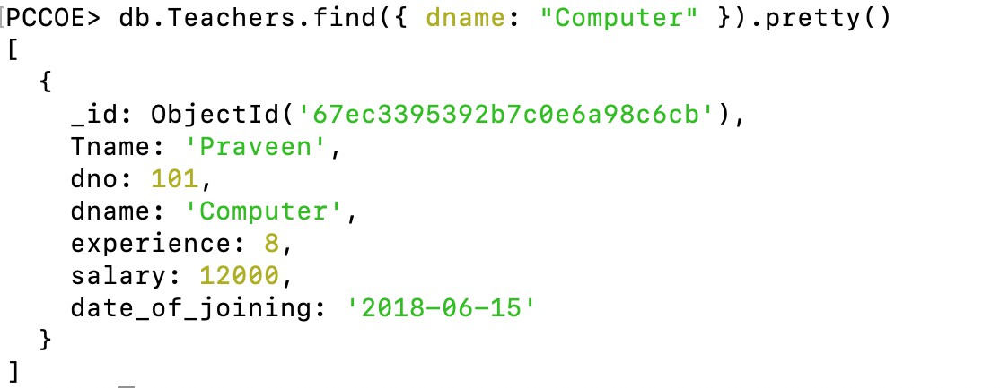 PCCOE> db.Teachers.find({ dname: "Computer" }).pretty()
[
  {
    _id: ObjectId('67ec3395392b7c0e6a98c6cb'),
    Tname: 'Praveen',
    dno: 101,
    dname: 'Computer',
    experience: 8,
    salary: 12000,
    date_of_joining: '2018-06-15'
  }
]